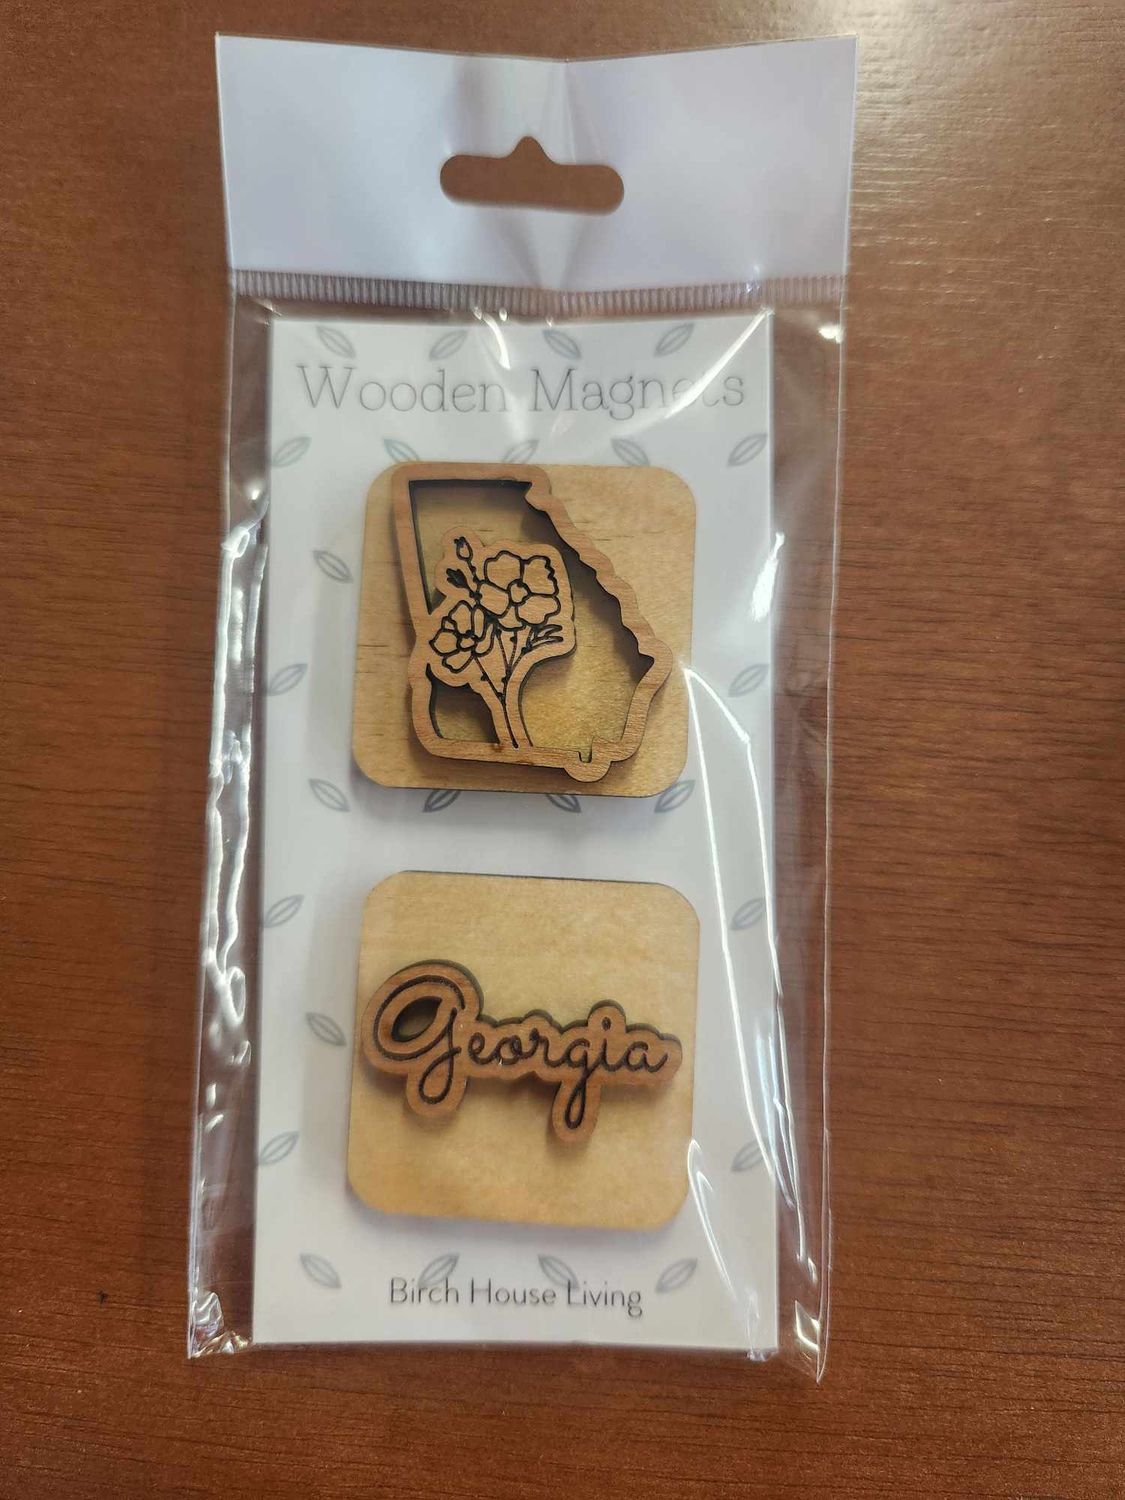 Wooden Magnets
Georgia
Birch House Living